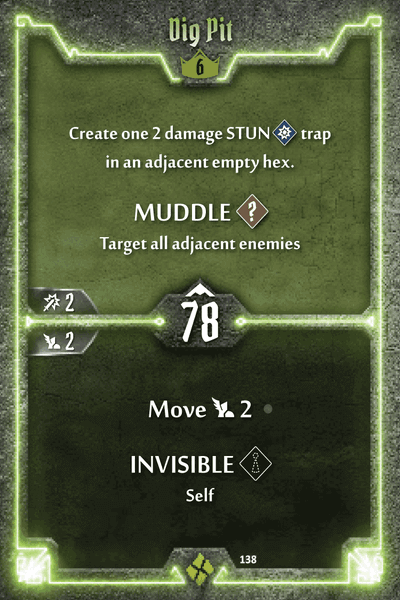 Dig Pit
6
Create one 2 damage STUN trap
in an adjacent empty hex.
MUDDLE ?
Target all adjacent enemies
2
78
2
Move 2
INVISIBLE
Self
138